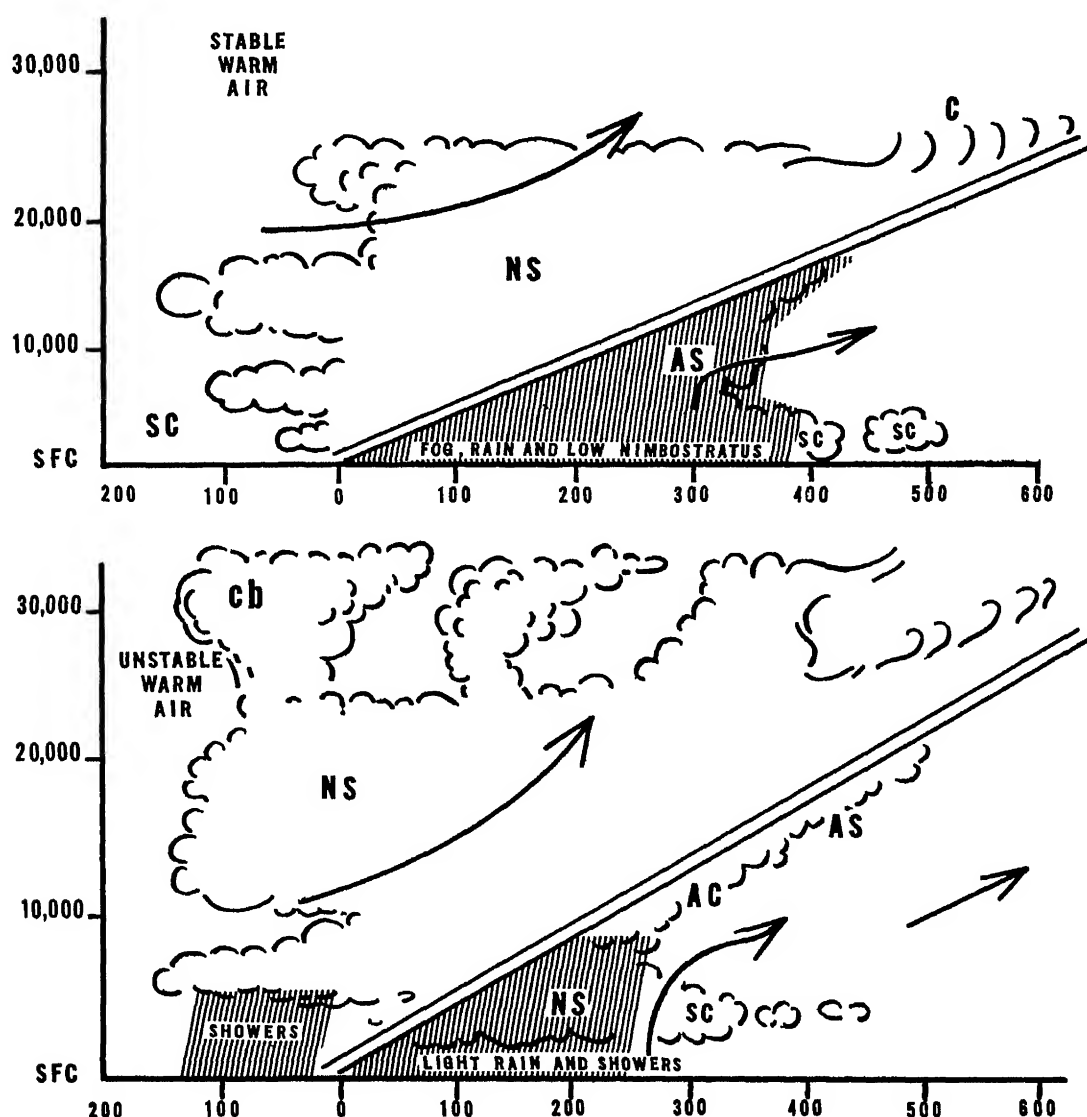 STABLE
WARM
AIR
30,000
C
20,000
NS
10,000
AS
SC
SC
SC
SFC
FOG, RAIN AND LOW NIMBOSTRATUS
200 100 0 100 200 300 400 500 600
30,000
cb
UNSTABLE
WARM
AIR
20,000
NS
AS
AC
10,000
NS
SC
SHOWERS
LIGHT RAIN AND SHOWERS
SFC
200 100 0 100 200 300 400 500